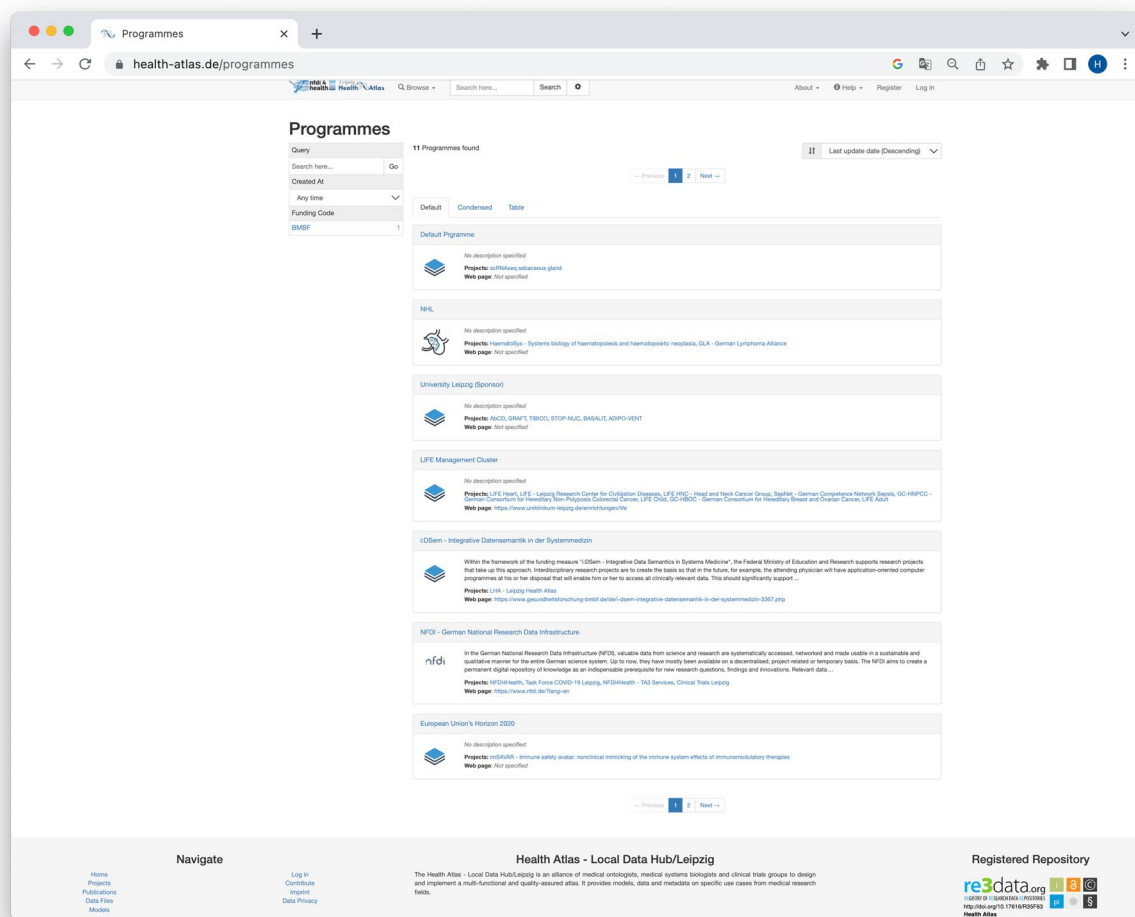 Programmes
health-atlas.de/programmes
H
nfdi 4 health
Leipzig Health Atlas
Browse
Search here...
Search
About
Help
Register
Log in
Programmes
Query
Search here...
Go
Created At
Any time
Funding Code
BMBF 1
11 Programmes found
Last update date (Descending)
← Previous 1 2 Next →
Default Condensed Table
Default Prgramme
No description specified
Projects: scRNAseq sebaceous gland
Web page: Not specified
NHL
No description specified
Projects: HaematoSys - Systems biology of haematopoiesis and haematopoietic neoplasia, GLA - German Lymphoma Alliance
Web page: Not specified
University Leipzig (Sponsor)
No description specified
Projects: AbCD, GRAFT, TIBICO, STOP-NUC, BASALIT, ADIPO-VENT
Web page: Not specified
LIFE Management Cluster
No description specified
Projects: LIFE Heart, LIFE - Leipzig Research Center for Civilization Diseases, LIFE HNC - Head and Neck Cancer Group, SepNet - German Competence Network Sepsis, GC-HNPCC -
German Consortium for Hereditary Non-Polyposis Colorectal Cancer, LIFE Child, GC-HBOC - German Consortium for Hereditary Breast and Ovarian Cancer, LIFE Adult
Web page: https://www.uniklinikum-leipzig.de/einrichtungen/life
i:DSem - Integrative Datensemantik in der Systemmedizin
Within the framework of the funding measure "i:DSem - Integrative Data Semantics in Systems Medicine", the Federal Ministry of Education and Research supports research projects
that take up this approach. Interdisciplinary research projects are to create the basis so that in the future, for example, the attending physician will have application-oriented computer
programmes at his or her disposal that will enable him or her to access all clinically relevant data. This should significantly support ...
Projects: LHA - Leipzig Health Atlas
Web page: https://www.gesundheitsforschung-bmbf.de/de/i-dsem-integrative-datensemantik-in-der-systemmedizin-3367.php
NFDI - German National Research Data Infrastructure
nfdi
In the German National Research Data Infrastructure (NFDI), valuable data from science and research are systematically accessed, networked and made usable in a sustainable and
qualitative manner for the entire German science system. Up to now, they have mostly been available on a decentralised, project-related or temporary basis. The NFDI aims to create a
permanent digital repository of knowledge as an indispensable prerequisite for new research questions, findings and innovations. Relevant data ...
Projects: NFDI4Health, Task Force COVID-19 Leipzig, NFDI4Health - TA3 Services, Clinical Trials Leipzig
Web page: https://www.nfdi.de/?lang=en
European Union's Horizon 2020
No description specified
Projects: imSAVAR - Immune safety avatar: nonclinical mimicking of the immune system effects of immunomodulatory therapies
Web page: Not specified
← Previous 1 2 Next →
Navigate
Home
Projects
Publications
Data Files
Models
Log in
Contribute
Imprint
Data Privacy
Health Atlas - Local Data Hub/Leipzig
The Health Atlas - Local Data Hub/Leipzig is an alliance of medical ontologists, medical systems biologists and clinical trials groups to design
and implement a multi-functional and quality-assured atlas. It provides models, data and metadata on specific use cases from medical research
fields.
Registered Repository
re3data.org
REGISTRY OF RESEARCH DATA REPOSITORIES
http://doi.org/10.17616/R35F63
Health Atlas
i a ©
pi §